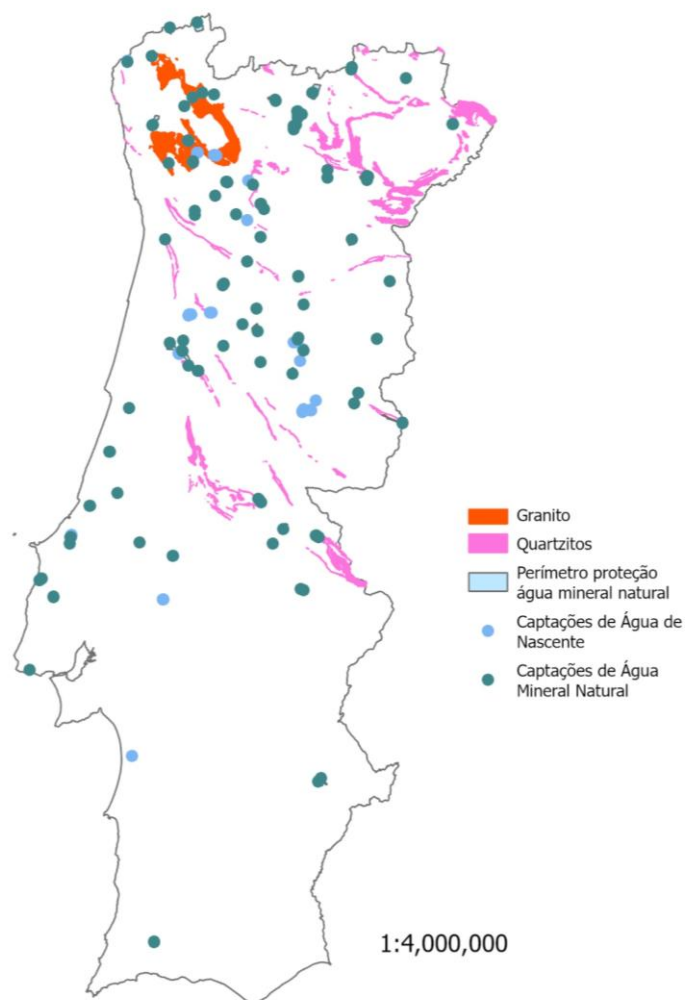 Granito
Quartzitos
Perímetro proteção
água mineral natural
Captações de Água de
Nascente
Captações de Água
Mineral Natural
1:4,000,000